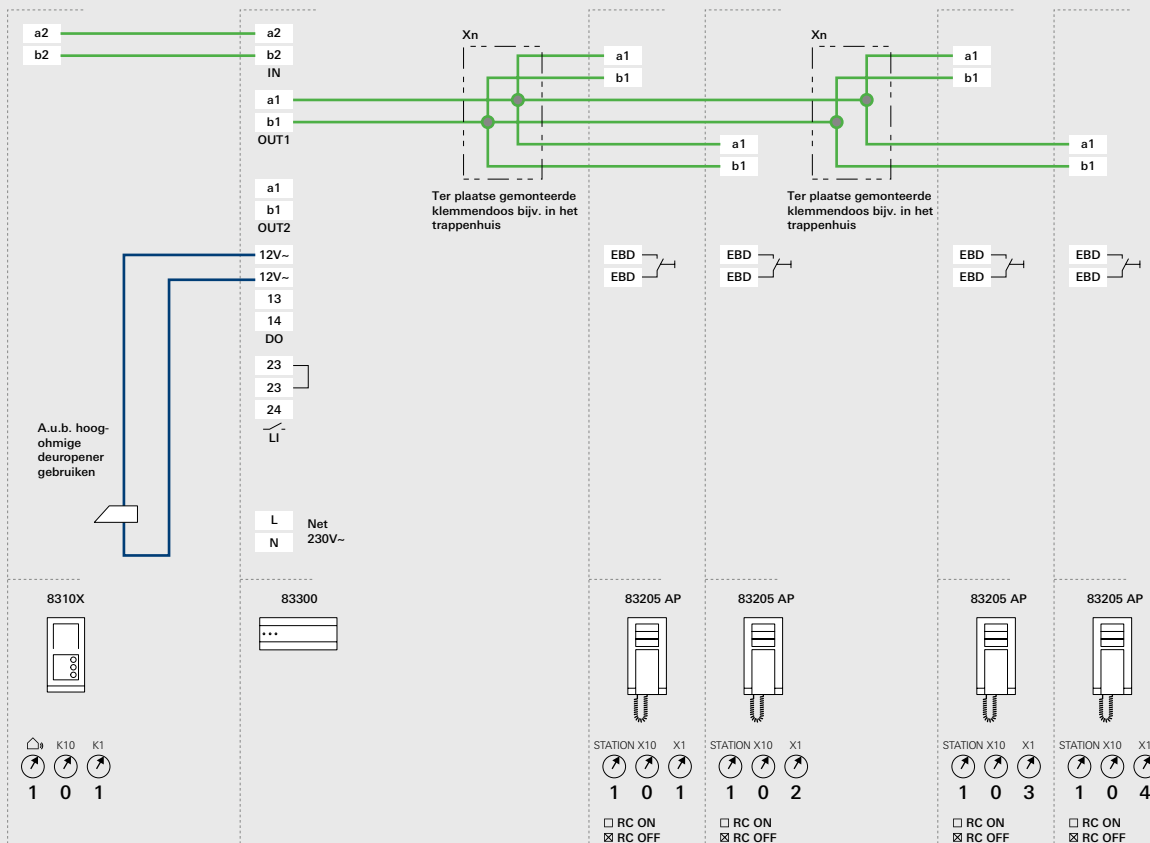 a2
b2
a2
b2
IN
a1
b1
OUT1
a1
b1
OUT2
12V~
12V~
13
14
DO
23
23
24
LI
L
N
Net
230V~
A.u.b. hoog-
ohmige
deuropener
gebruiken
Xn
a1
b1
a1
b1
Ter plaatse gemonteerde
klemmendoos bijv. in het
trappenhuis
Xn
a1
b1
a1
b1
Ter plaatse gemonteerde
klemmendoos bijv. in het
trappenhuis
EBD
EBD
EBD
EBD
EBD
EBD
EBD
EBD
8310X
83300
83205 AP
83205 AP
83205 AP
83205 AP
K10 K1
1 0 1
STATION X10 X1
1 0 1
RC ON
RC OFF
STATION X10 X1
1 0 2
RC ON
RC OFF
STATION X10 X1
1 0 3
RC ON
RC OFF
STATION X10 X1
1 0 4
RC ON
RC OFF